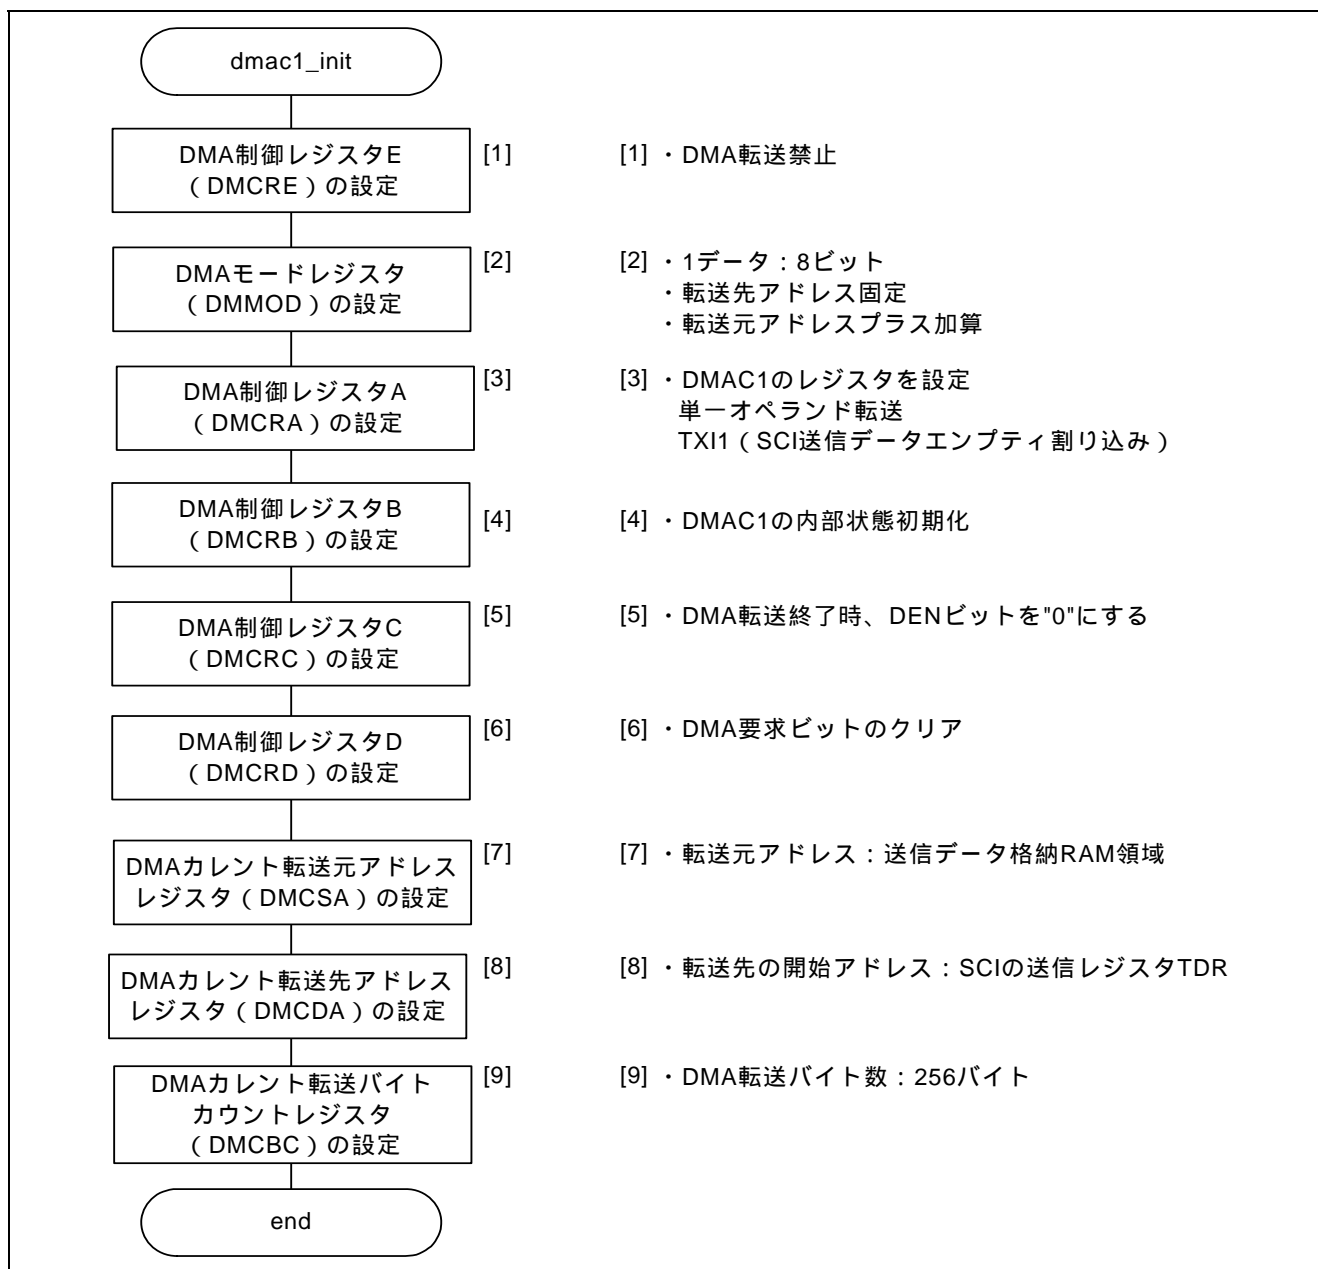 dmac1_init
DMA制御レジスタE
（DMCRE）の設定
[1]
[1] ・DMA転送禁止
DMAモードレジスタ
（DMMOD）の設定
[2]
[2] ・1データ：8ビット
・転送先アドレス固定
・転送元アドレスプラス加算
DMA制御レジスタA
（DMCRA）の設定
[3]
[3] ・DMAC1のレジスタを設定
単一オペランド転送
TXI1（SCI送信データエンプティ割り込み）
DMA制御レジスタB
（DMCRB）の設定
[4]
[4] ・DMAC1の内部状態初期化
DMA制御レジスタC
（DMCRC）の設定
[5]
[5] ・DMA転送終了時、DENビットを"0"にする
DMA制御レジスタD
（DMCRD）の設定
[6]
[6] ・DMA要求ビットのクリア
DMAカレント転送元アドレス
レジスタ（DMCSA）の設定
[7]
[7] ・転送元アドレス：送信データ格納RAM領域
DMAカレント転送先アドレス
レジスタ（DMCDA）の設定
[8]
[8] ・転送先の開始アドレス：SCIの送信レジスタTDR
DMAカレント転送バイト
カウントレジスタ
（DMCBC）の設定
[9]
[9] ・DMA転送バイト数：256バイト
end